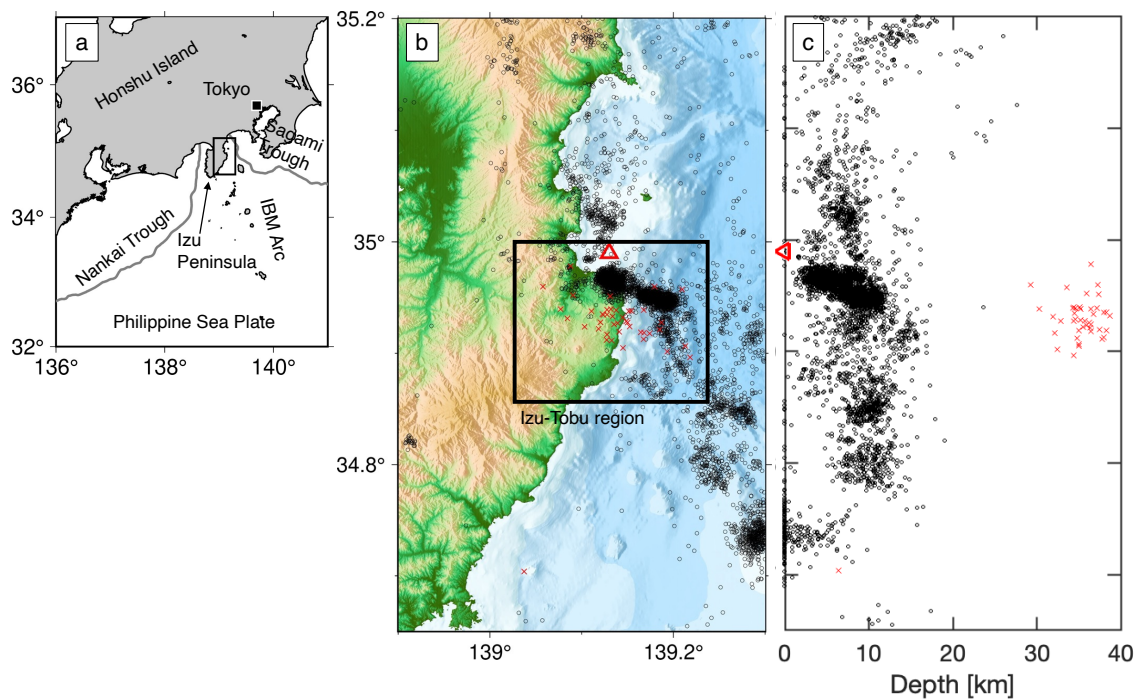 a
36°
34°
32°
136°
138°
140°
Honshu Island
Tokyo
Sagami
Trough
Nankai Trough
Izu
Peninsula
IBM Arc
Philippine Sea Plate
b
35.2°
35°
34.8°
139°
139.2°
Izu-Tobu region
c
0
10
20
30
40
Depth [km]